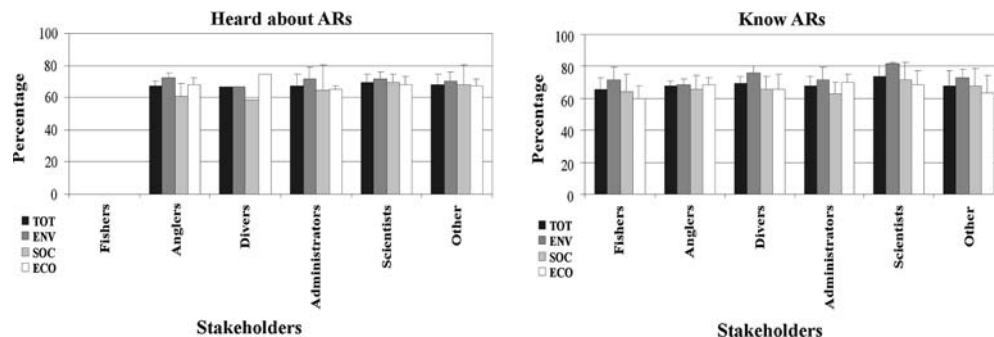 Heard about ARs
100
80
60
40
20
0
Percentage
TOT
ENV
SOC
ECO
Fishers
Anglers
Divers
Administrators
Scientists
Other
Stakeholders
Know ARs
100
80
60
40
20
0
Percentage
TOT
ENV
SOC
ECO
Fishers
Anglers
Divers
Administrators
Scientists
Other
Stakeholders